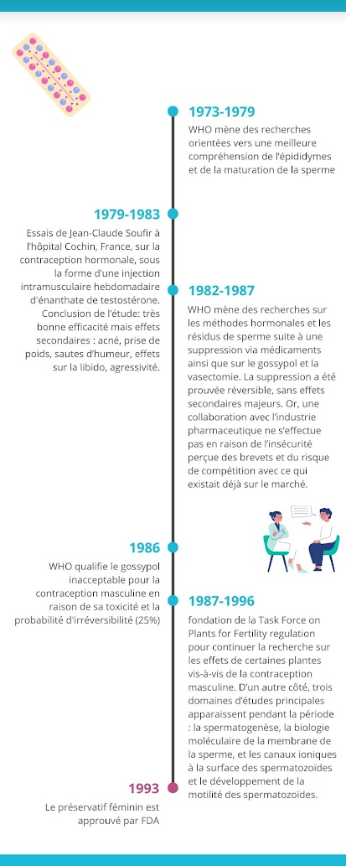 1973-1979
WHO mène des recherches
orientées vers une meilleure
compréhension de l'épididymes
et de la maturation de la sperme
1979-1983
Essais de Jean-Claude Soufir à
l'hôpital Cochin, France, sur la
contraception hormonale, sous
la forme d'une injection
intramusculaire hebdomadaire
d'énanthate de testostérone.
Conclusion de l'étude: très
bonne efficacité mais effets
secondaires : acné, prise de
poids, sautes d'humeur, effets
sur la libido, agressivité.
1982-1987
WHO mène des recherches sur
les méthodes hormonales et les
résidus de sperme suite à une
suppression via médicaments
ainsi que sur le gossypol et la
vasectomie. La suppression a été
prouvée réversible, sans effets
secondaires majeurs. Or, une
collaboration avec l'industrie
pharmaceutique ne s'effectue
pas en raison de l'insécurité
perçue des brevets et du risque
de compétition avec ce qui
existait déjà sur le marché.
1986
WHO qualifie le gossypol
inacceptable pour la
contraception masculine en
raison de sa toxicité et la
probabilité d'irréversibilité (25%)
1987-1996
fondation de la Task Force on
Plants for Fertility regulation
pour continuer la recherche sur
les effets de certaines plantes
vis-à-vis de la contraception
masculine. D'un autre côté, trois
domaines d'études principales
apparaissent pendant la période
: la spermatogenèse, la biologie
moléculaire de la membrane de
la sperme, et les canaux ioniques
à la surface des spermatozoïdes
et le développement de la
motilité des spermatozoïdes.
1993
Le préservatif féminin est
approuvé par FDA